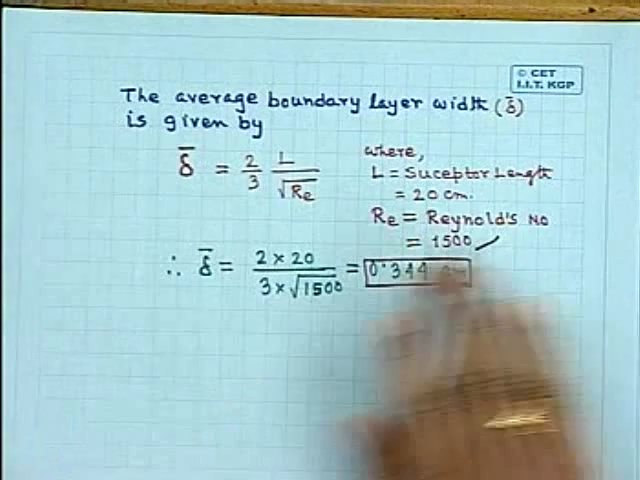 © CET
I.I.T. KGP
The average boundary layer width (δ̅)
is given by
δ̅ = 2/3 L/√Re
where,
L = Suceptor Length
= 20 cm.
Re = Reynold's No
= 1500
∴ δ̅ = 2 × 20 / 3 × √1500 = 0.344